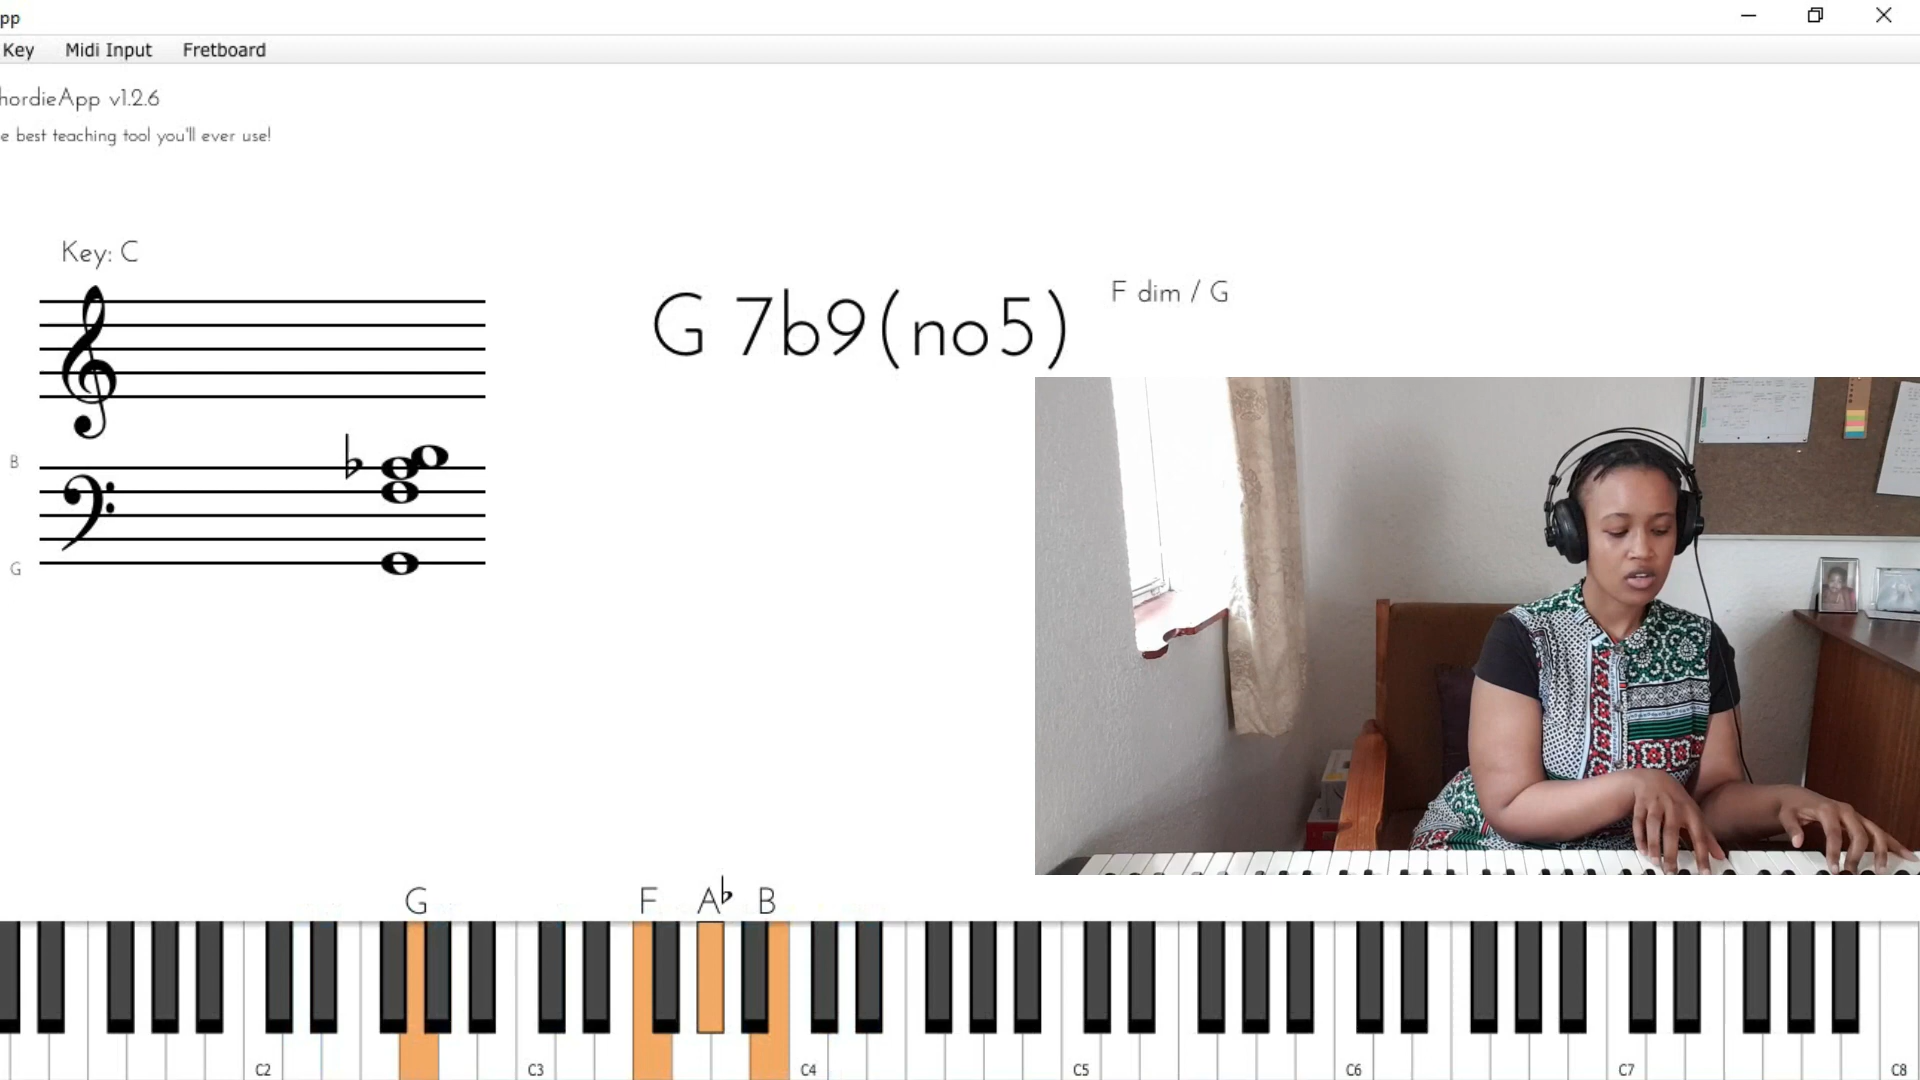 pp
Key Midi Input Fretboard
hordieApp v1.2.6
e best teaching tool you'll ever use!
Key: C
G 7b9(no5)
F dim / G
B
G
G F A♭ B
C2 C3 C4 C5 C6 C7 C8